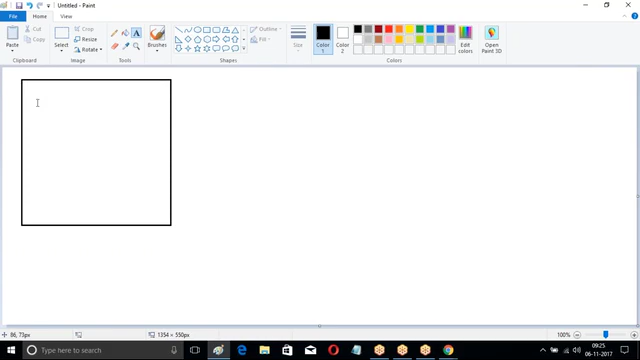 Untitled - Paint
File
Home
View
Paste
Cut
Copy
Clipboard
Select
Crop
Resize
Rotate
Image
A
Tools
Brushes
Shapes
Outline
Fill
Size
Color
1
Color
2
Colors
Edit
colors
Open
Paint 3D
86, 73px
1354 × 550px
100%
Type here to search
09:25
06-11-2017